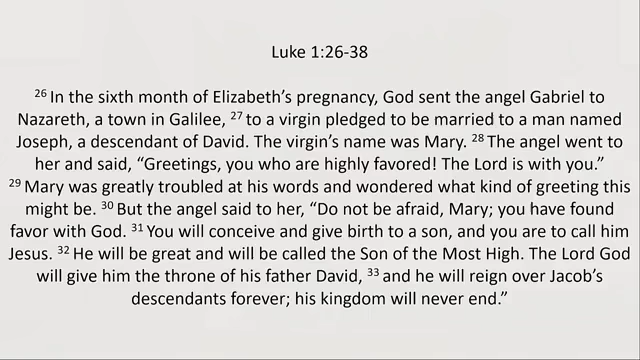 Luke 1:26-38
26 In the sixth month of Elizabeth’s pregnancy, God sent the angel Gabriel to
Nazareth, a town in Galilee, 27 to a virgin pledged to be married to a man named
Joseph, a descendant of David. The virgin’s name was Mary. 28 The angel went to
her and said, “Greetings, you who are highly favored! The Lord is with you.”
29 Mary was greatly troubled at his words and wondered what kind of greeting this
might be. 30 But the angel said to her, “Do not be afraid, Mary; you have found
favor with God. 31 You will conceive and give birth to a son, and you are to call him
Jesus. 32 He will be great and will be called the Son of the Most High. The Lord God
will give him the throne of his father David, 33 and he will reign over Jacob’s
descendants forever; his kingdom will never end.”